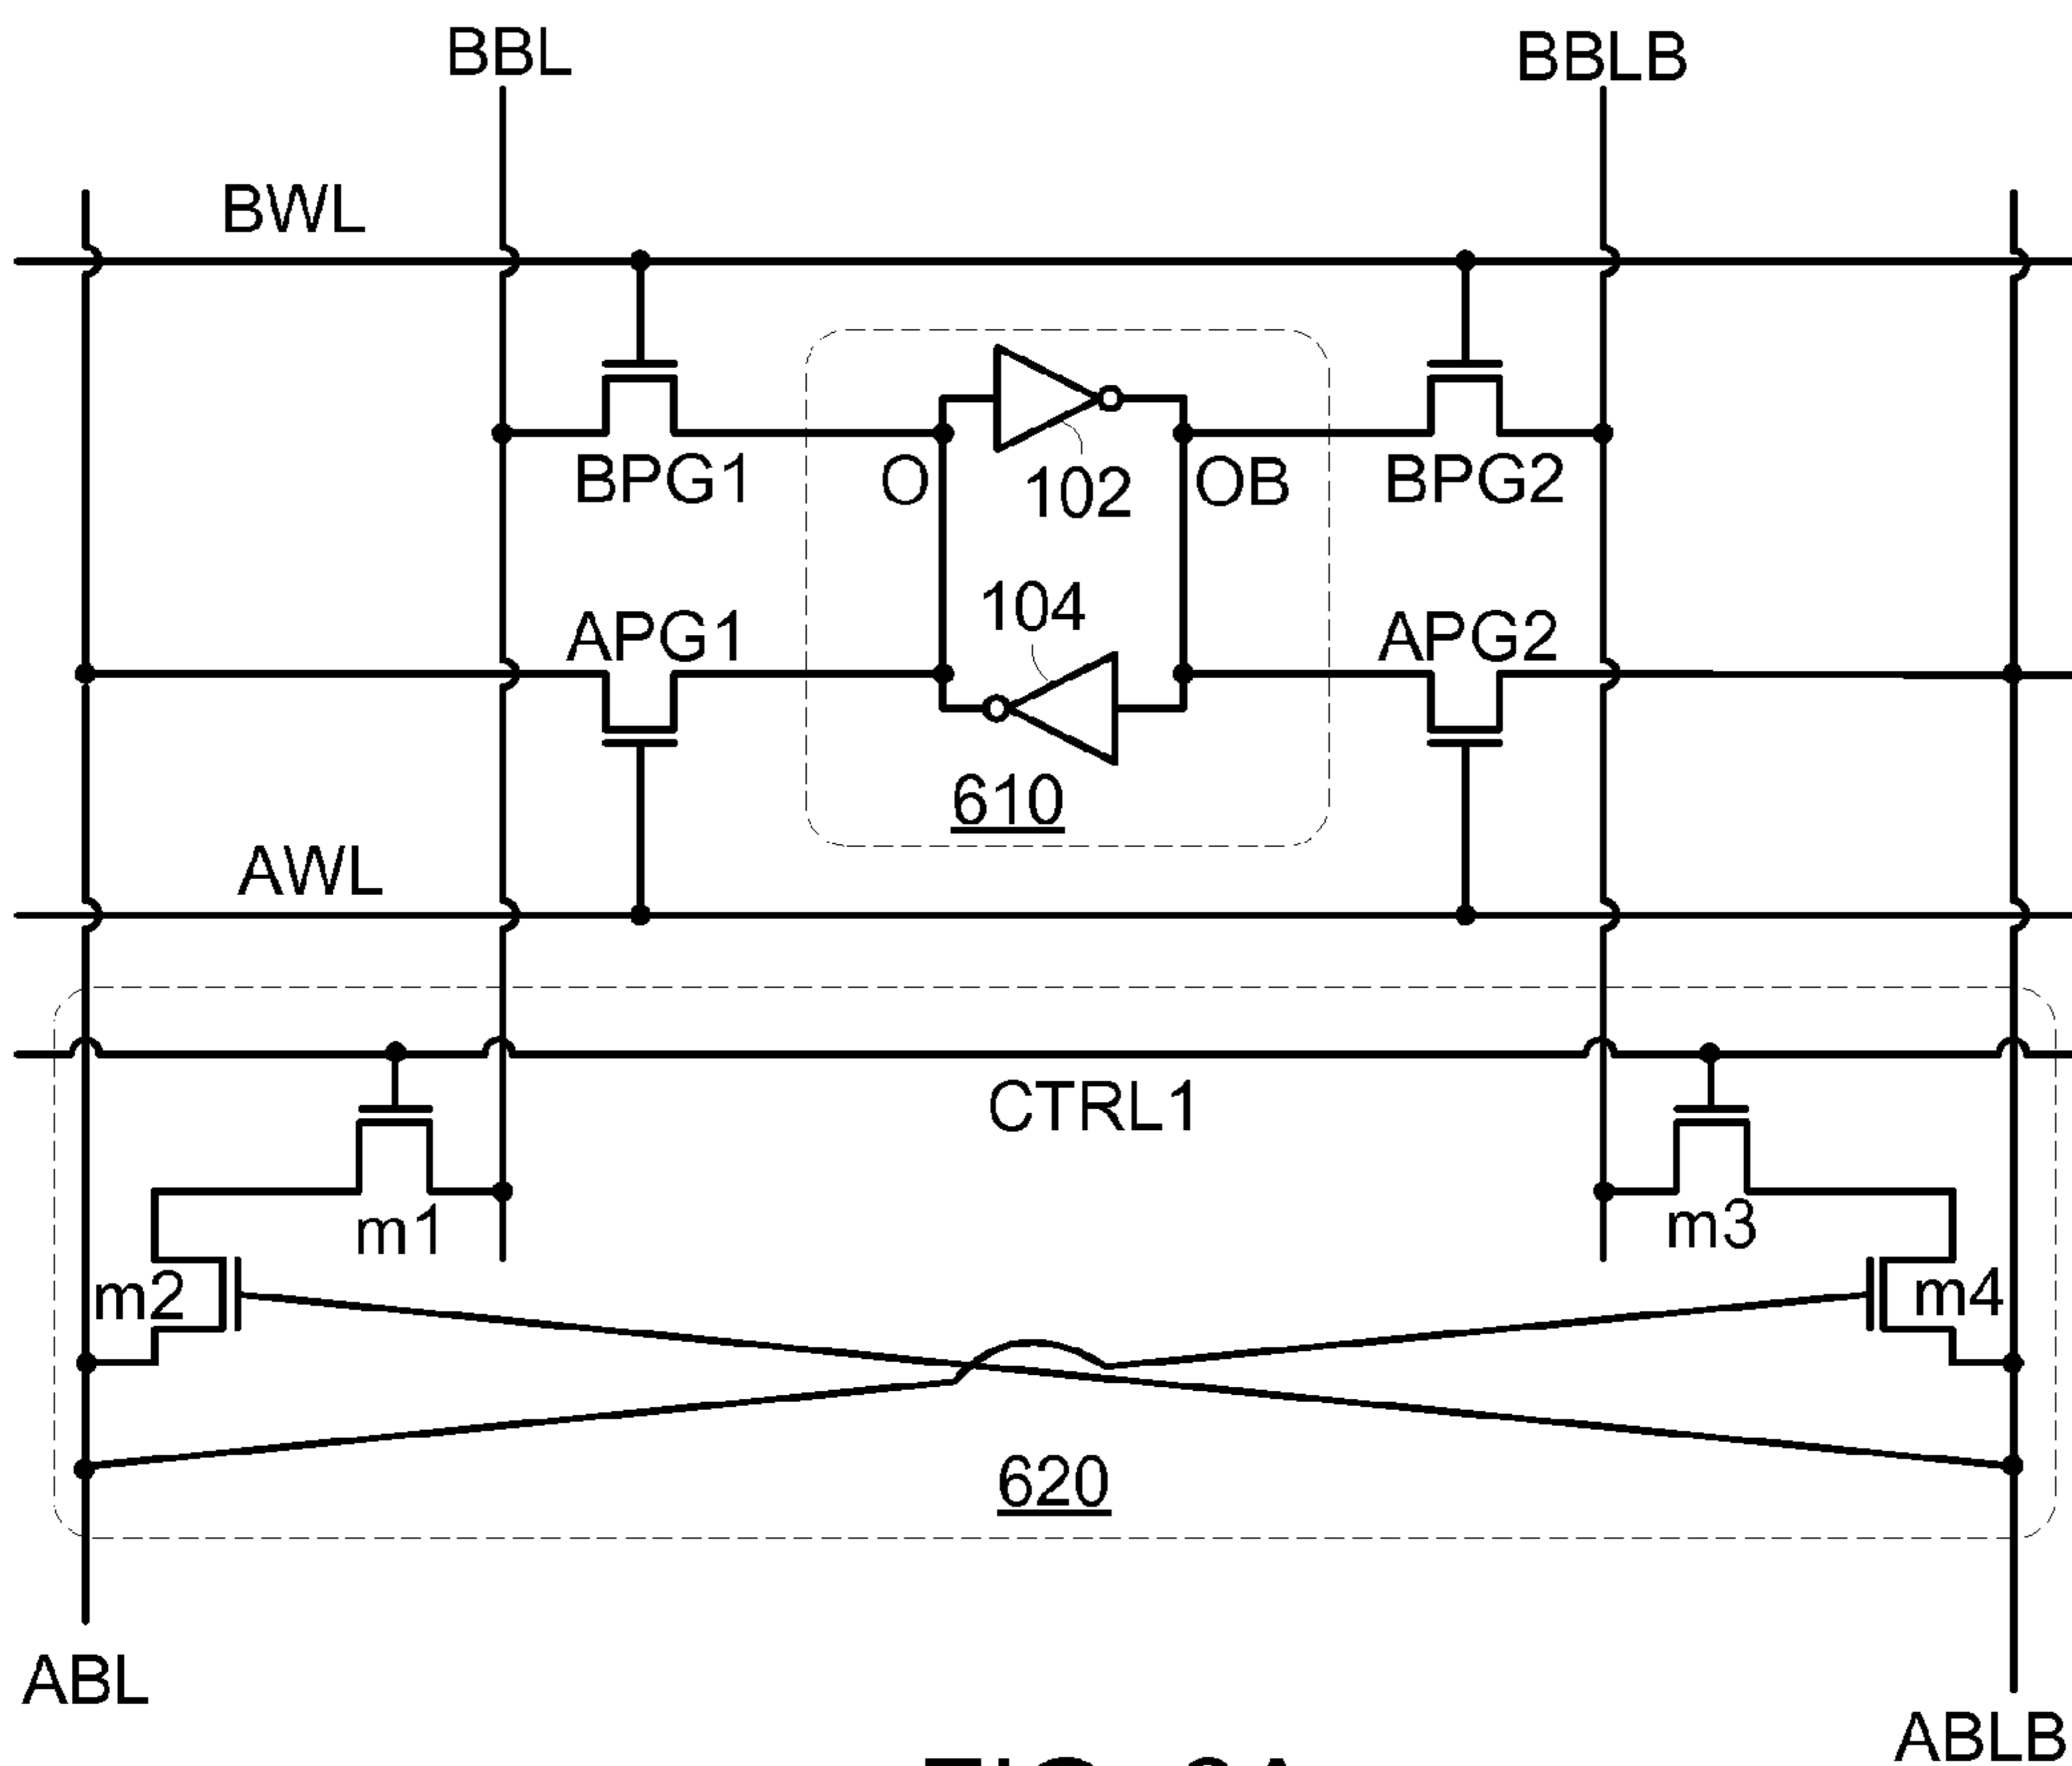 BBL
BBLB
BWL
BPG1
O
102
OB
BPG2
APG1
104
APG2
610
AWL
CTRL1
m1
m3
m2
m4
620
ABL
ABLB